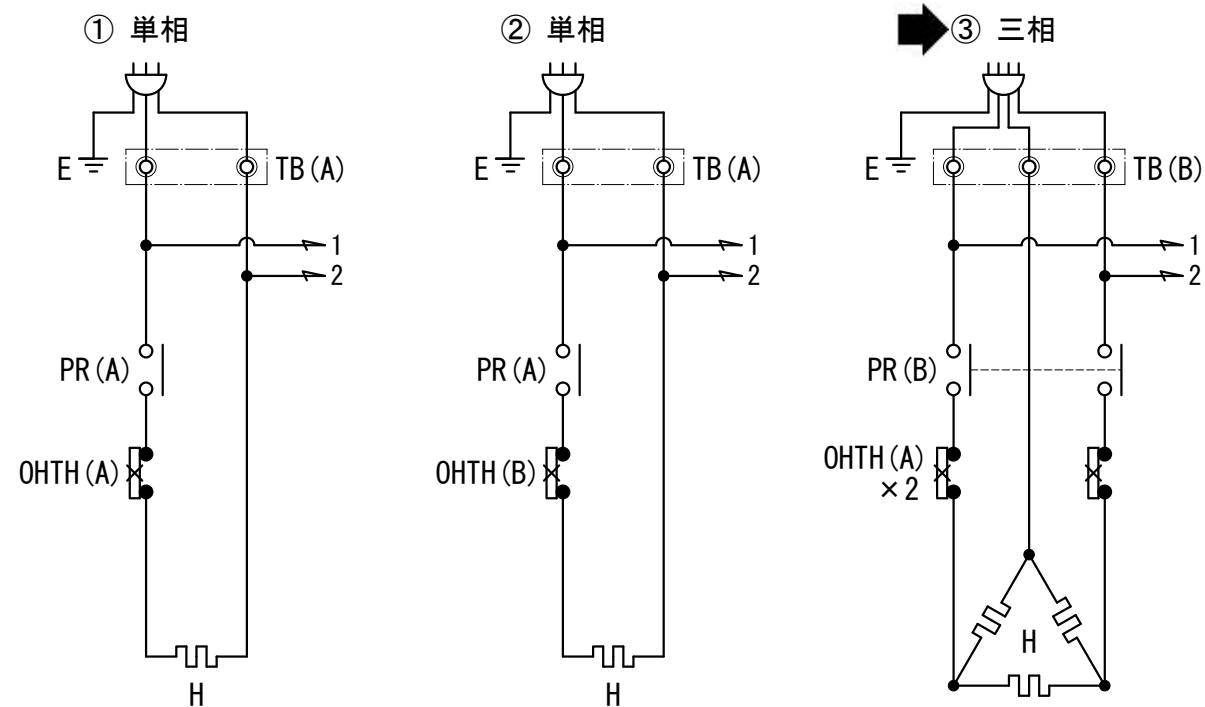 ① 単相
② 単相
③ 三相
E
TB(A)
E
TB(A)
E
TB(B)
1
2
1
2
1
2
PR(A)
PR(A)
PR(B)
OHTH(A)
OHTH(B)
OHTH(A)
×2
H
H
H